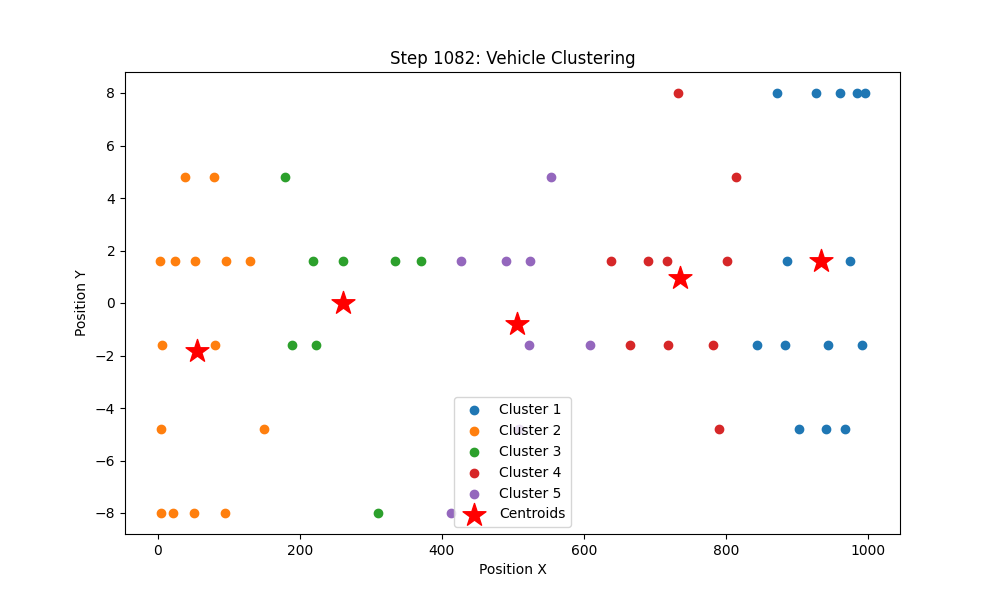 Step 1082: Vehicle Clustering
Position Y
8
6
4
2
0
−2
−4
−6
−8
Cluster 1
Cluster 2
Cluster 3
Cluster 4
Cluster 5
Centroids
0
200
400
600
800
1000
Position X